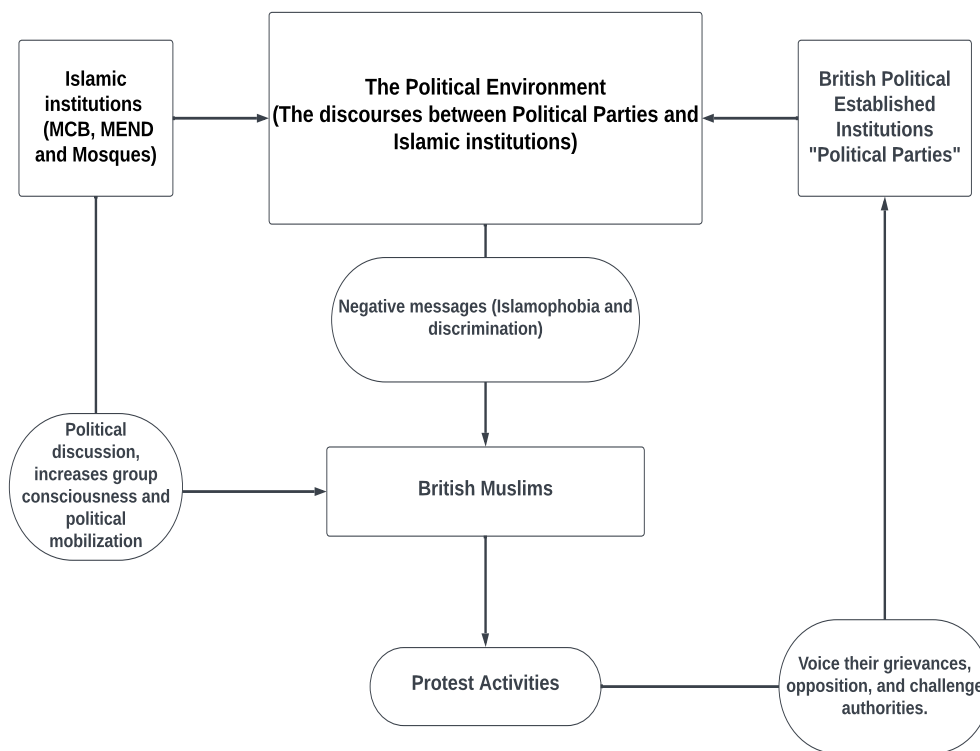 Islamic
institutions
(MCB, MEND
and Mosques)
The Political Environment
(The discourses between Political Parties and
Islamic institutions)
British Political
Established
Institutions
"Political Parties"
Negative messages (Islamophobia and
discrimination)
Political
discussion,
increases group
consciousness and
political
mobilization
British Muslims
Protest Activities
Voice their grievances,
opposition, and challenge
authorities.